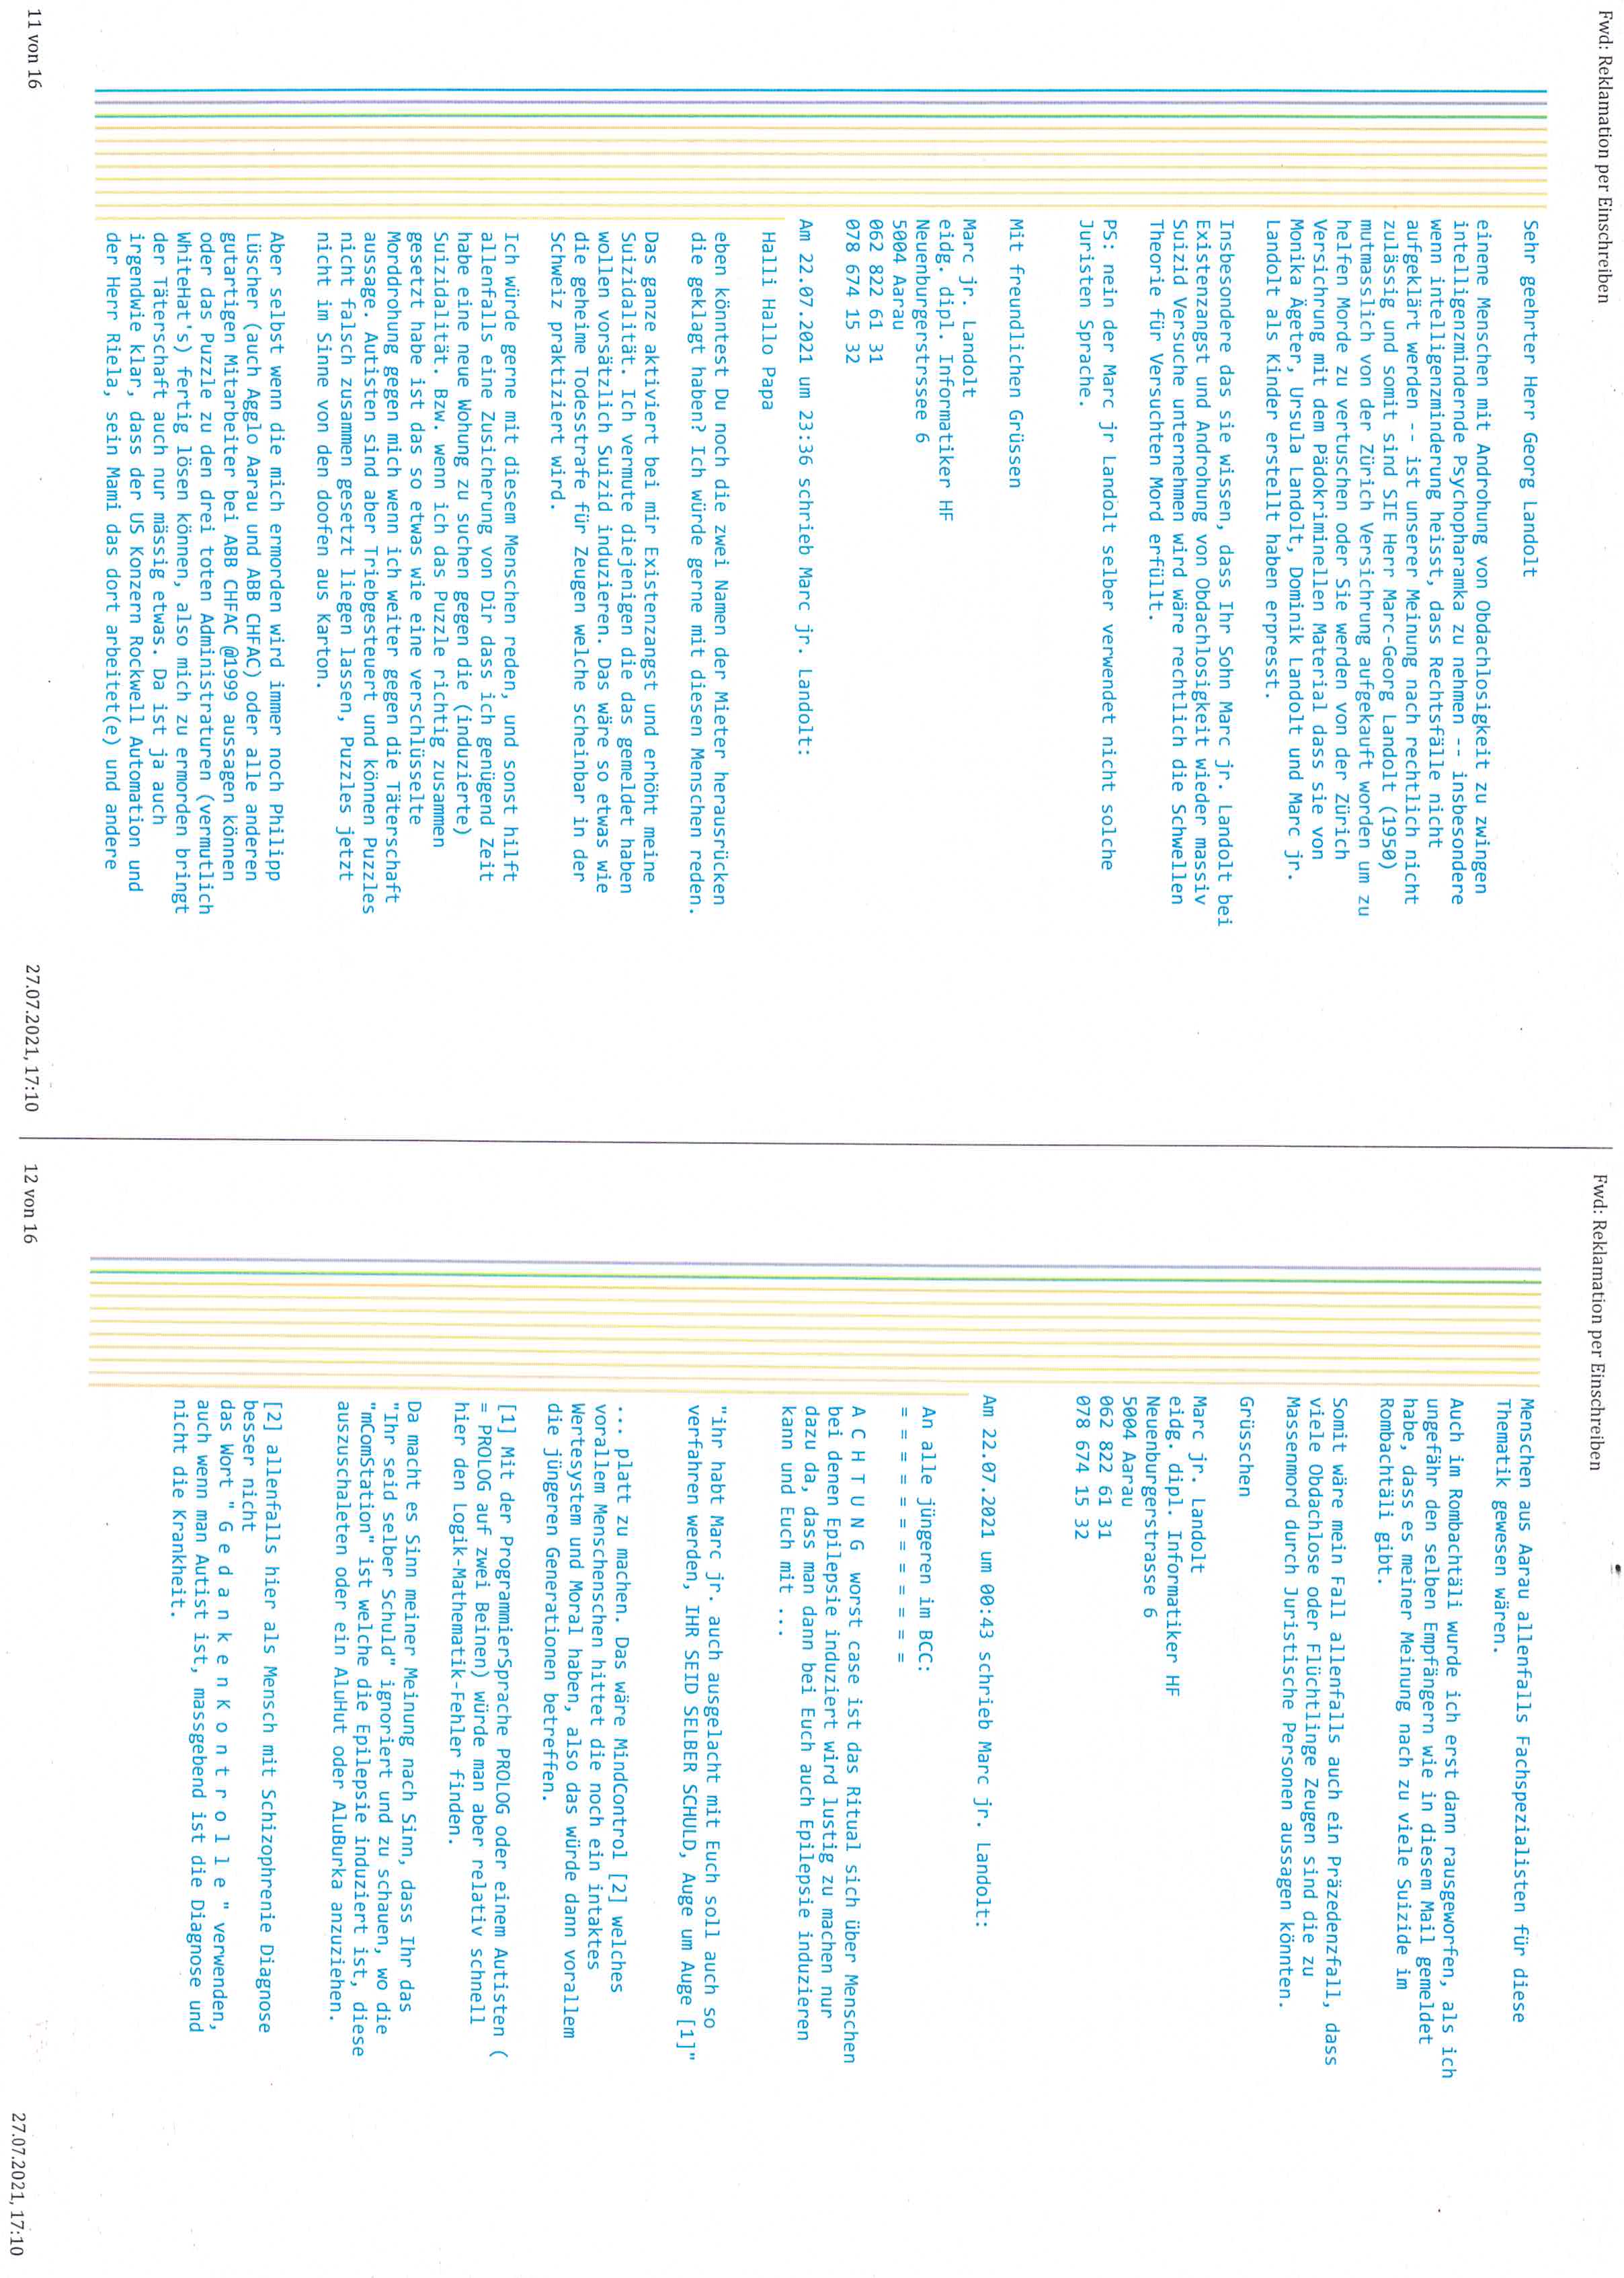 Fwd: Reklamation per Einschreiben
Sehr geehrter Herr Georg Landolt
einene Menschen mit Androhung von Obdachlosigkeit zu zwingen
intelligenzmindernde Psychopharamka zu nehmen -- insbesondere
wenn intelligenzminderung heisst, dass Rechtsfälle nicht
aufgeklärt werden -- ist unserer Meinung nach rechtlich nicht
zulässig und somit sind SIE Herr Marc-Georg Landolt (1950)
mutmasslich von der Zürich Versichrung aufgekauft worden um zu
helfen Morde zu vertuschen oder Sie werden von der Zürich
Versichrung mit dem Pädokriminellen Material dass sie von
Monika Ägeter, Ursula Landolt, Dominik Landolt und Marc jr.
Landolt als Kinder erstellt haben erpresst.
Insbesondere das sie wissen, dass Ihr Sohn Marc jr. Landolt bei
Existenzangst und Androhung von Obdachlosigkeit wieder massiv
Suizid Versuche unternehmen wird wäre rechtlich die Schwellen
Theorie für Versuchten Mord erfüllt.
PS: nein der Marc jr Landolt selber verwendet nicht solche
Juristen Sprache.
Mit freundlichen Grüssen
Marc jr. Landolt
eidg. dipl. Informatiker HF
Neuenburgerstrssee 6
5004 Aarau
062 822 61 31
078 674 15 32
Am 22.07.2021 um 23:36 schrieb Marc jr. Landolt:
Halli Hallo Papa
eben könntest Du noch die zwei Namen der Mieter herausrücken
die geklagt haben? Ich würde gerne mit diesen Menschen reden.
Das ganze aktiviert bei mir Existenzangst und erhöht meine
Suizidalität. Ich vermute diejenigen die das gemeldet haben
wollen vorsätzlich Suizid induzieren. Das wäre so etwas wie
die geheime Todesstrafe für Zeugen welche scheinbar in der
Schweiz praktiziert wird.
Ich würde gerne mit diesem Menschen reden, und sonst hilft
allenfalls eine Zusicherung von Dir dass ich genügend Zeit
habe eine neue Wohung zu suchen gegen die (induzierte)
Suizidalität. Bzw. wenn ich das Puzzle richtig zusammen
gesetzt habe ist das so etwas wie eine verschlüsselte
Morddrohung gegen mich wenn ich weiter gegen die Täterschaft
aussage. Autisten sind aber Triebgesteuert und können Puzzles
nicht falsch zusammen gesetzt liegen lassen, Puzzles jetzt
nicht im Sinne von den doofen aus Karton.
Aber selbst wenn die mich ermorden wird immer noch Philipp
Lüscher (auch Agglo Aarau und ABB CHFAC) oder alle anderen
gutartigen Mitarbeiter bei ABB CHFAC @1999 aussagen können
oder das Puzzle zu den drei toten Administraturen (vermutlich
WhiteHat's) fertig lösen können, also mich zu ermorden bringt
der Täterschaft auch nur mässig etwas. Da ist ja auch
irgendwie klar, dass der US Konzern Rockwell Automation und
der Herr Riela, sein Mami das dort arbeitet(e) und andere
11 von 16
27.07.2021, 17:10
Fwd: Reklamation per Einschreiben
Menschen aus Aarau allenfalls Fachspezialisten für diese
Thematik gewesen wären.
Auch im Rombachtäli wurde ich erst dann rausgeworfen, als ich
ungefähr den selben Empfängern wie in diesem Mail gemeldet
habe, dass es meiner Meinung nach zu viele Suizide im
Rombachtäli gibt.
Somit wäre mein Fall allenfalls auch ein Präzedenzfall, dass
viele Obdachlose oder Flüchtlinge Zeugen sind die zu
Massenmord durch Juristische Personen aussagen könnten.
Grüsschen
Marc jr. Landolt
eidg. dipl. Informatiker HF
Neuenburgerstrasse 6
5004 Aarau
062 822 61 31
078 674 15 32
Am 22.07.2021 um 00:43 schrieb Marc jr. Landolt:
An alle jüngeren im BCC:
= = = = = = = = = = = =
A C H T U N G worst case ist das Ritual sich über Menschen
bei denen Epilepsie induziert wird lustig zu machen nur
dazu da, dass man dann bei Euch auch Epilepsie induzieren
kann und Euch mit ...
"ihr habt Marc jr. auch ausgelacht mit Euch soll auch so
verfahren werden, IHR SEID SELBER SCHULD, Auge um Auge [1]"
... platt zu machen. Das wäre MindControl [2] welches
vorallem Menschenschen hittet die noch ein intaktes
Wertesystem und Moral haben, also das würde dann vorallem
die jüngeren Generationen betreffen.
[1] Mit der ProgrammierSprache PROLOG oder einem Autisten (
= PROLOG auf zwei Beinen) würde man aber relativ schnell
hier den Logik-Mathematik-Fehler finden.
Da macht es Sinn meiner Meinung nach Sinn, dass Ihr das
"Ihr seid selber Schuld" ignoriert und zu schauen, wo die
"mComStation" ist welche die Epilepsie induziert ist, diese
auszuschaleten oder ein AluHut oder AluBurka anzuziehen.
[2] allenfalls hier als Mensch mit Schizophrenie Diagnose
besser nicht
das Wort " G e d a n k e n K o n t r o l l e " verwenden,
auch wenn man Autist ist, massgebend ist die Diagnose und
nicht die Krankheit.
12 von 16
27.07.2021, 17:10